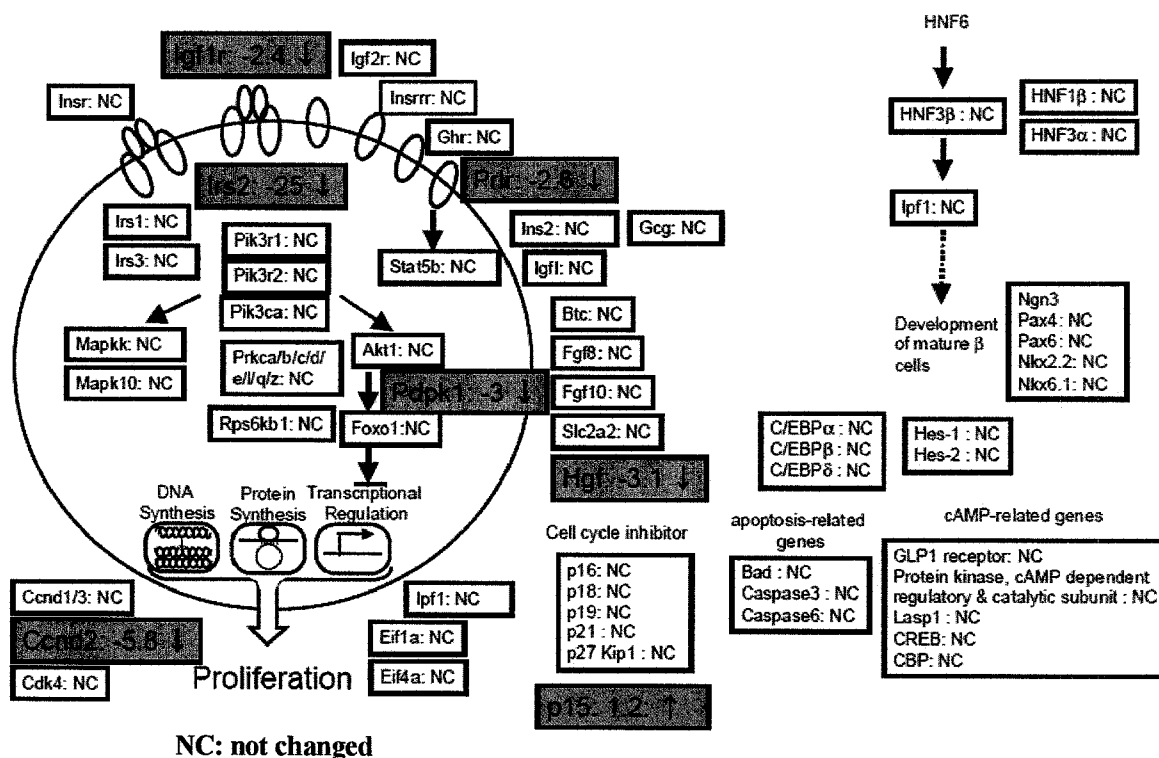 Igf1r: -2.4 ↓
Igf2r: NC
Insr: NC
Insrrr: NC
Ghr: NC
Prlr: -2.6 ↓
Irs2: -25 ↓
Irs1: NC
Irs3: NC
Pik3r1: NC
Pik3r2: NC
Pik3ca: NC
Stat5b: NC
Ins2: NC
Gcg: NC
IgfI: NC
Mapkk: NC
Mapk10: NC
Prkca/b/c/d/
e/l/q/z: NC
Akt1: NC
Pdpk1: -3 ↓
Rps6kb1: NC
Foxo1:NC
Btc: NC
Fgf8: NC
Fgf10: NC
Slc2a2: NC
Hgf: -3.1 ↓
DNA
Synthesis
Protein
Synthesis
Transcriptional
Regulation
Ccnd1/3: NC
Ccnd2: -5.8 ↓
Cdk4: NC
Proliferation
Ipf1: NC
Eif1a: NC
Eif4a: NC
NC: not changed
HNF6
HNF3β : NC
HNF1β : NC
HNF3α : NC
Ipf1: NC
Development
of mature β
cells
Ngn3
Pax4: NC
Pax6: NC
Nkx2.2: NC
Nkx6.1: NC
C/EBPα : NC
C/EBPβ : NC
C/EBPδ : NC
Hes-1 : NC
Hes-2 : NC
Cell cycle inhibitor
p16: NC
p18: NC
p19: NC
p21 : NC
p27 Kip1 : NC
p15: 1.2: ↑
apoptosis-related
genes
Bad : NC
Caspase3 : NC
Caspase6: NC
cAMP-related genes
GLP1 receptor: NC
Protein kinase, cAMP dependent
regulatory & catalytic subunit : NC
Lasp1 : NC
CREB: NC
CBP: NC